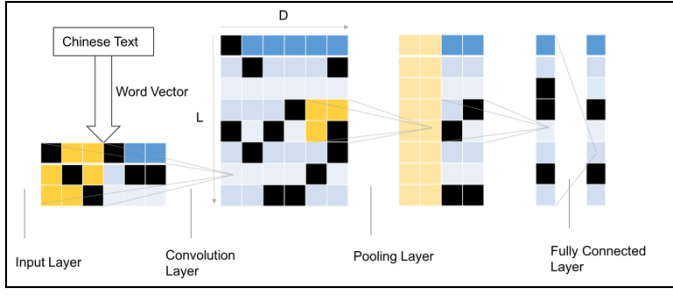 D
Chinese Text
Word Vector
L
Input Layer
Convolution
Layer
Pooling Layer
Fully Connected
Layer